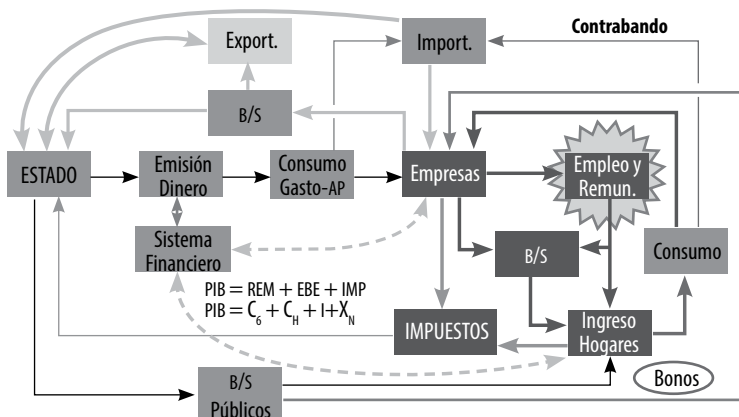 Contrabando
Export.
Import.
B/S
ESTADO
Emisión
Dinero
Consumo
Gasto-AP
Empresas
Empleo y
Remun.
Sistema
Financiero
B/S
Consumo
PIB = REM + EBE + IMP
PIB = C6 + CH + I+XN
IMPUESTOS
Ingreso
Hogares
B/S
Públicos
Bonos